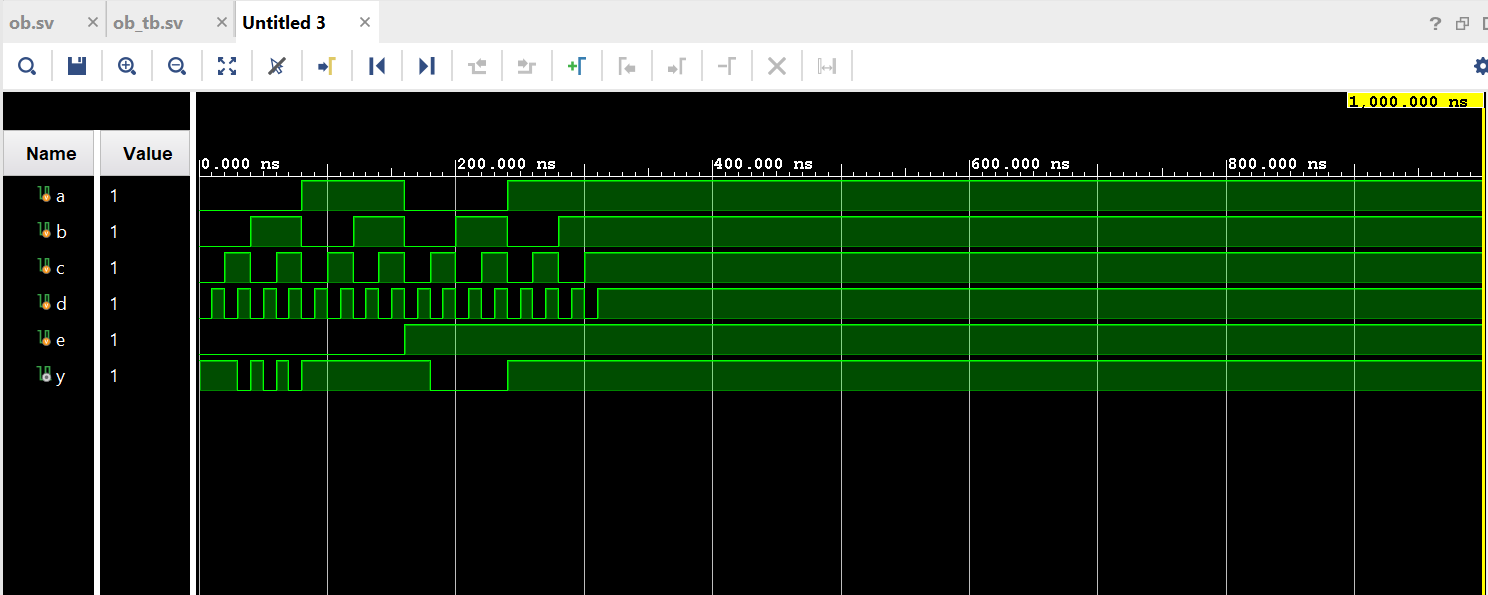 ob.sv × ob_tb.sv × Untitled 3 ×
?
1,000.000 ns
Name Value
0.000 ns 200.000 ns 400.000 ns 600.000 ns 800.000 ns
a 1
b 1
c 1
d 1
e 1
y 1